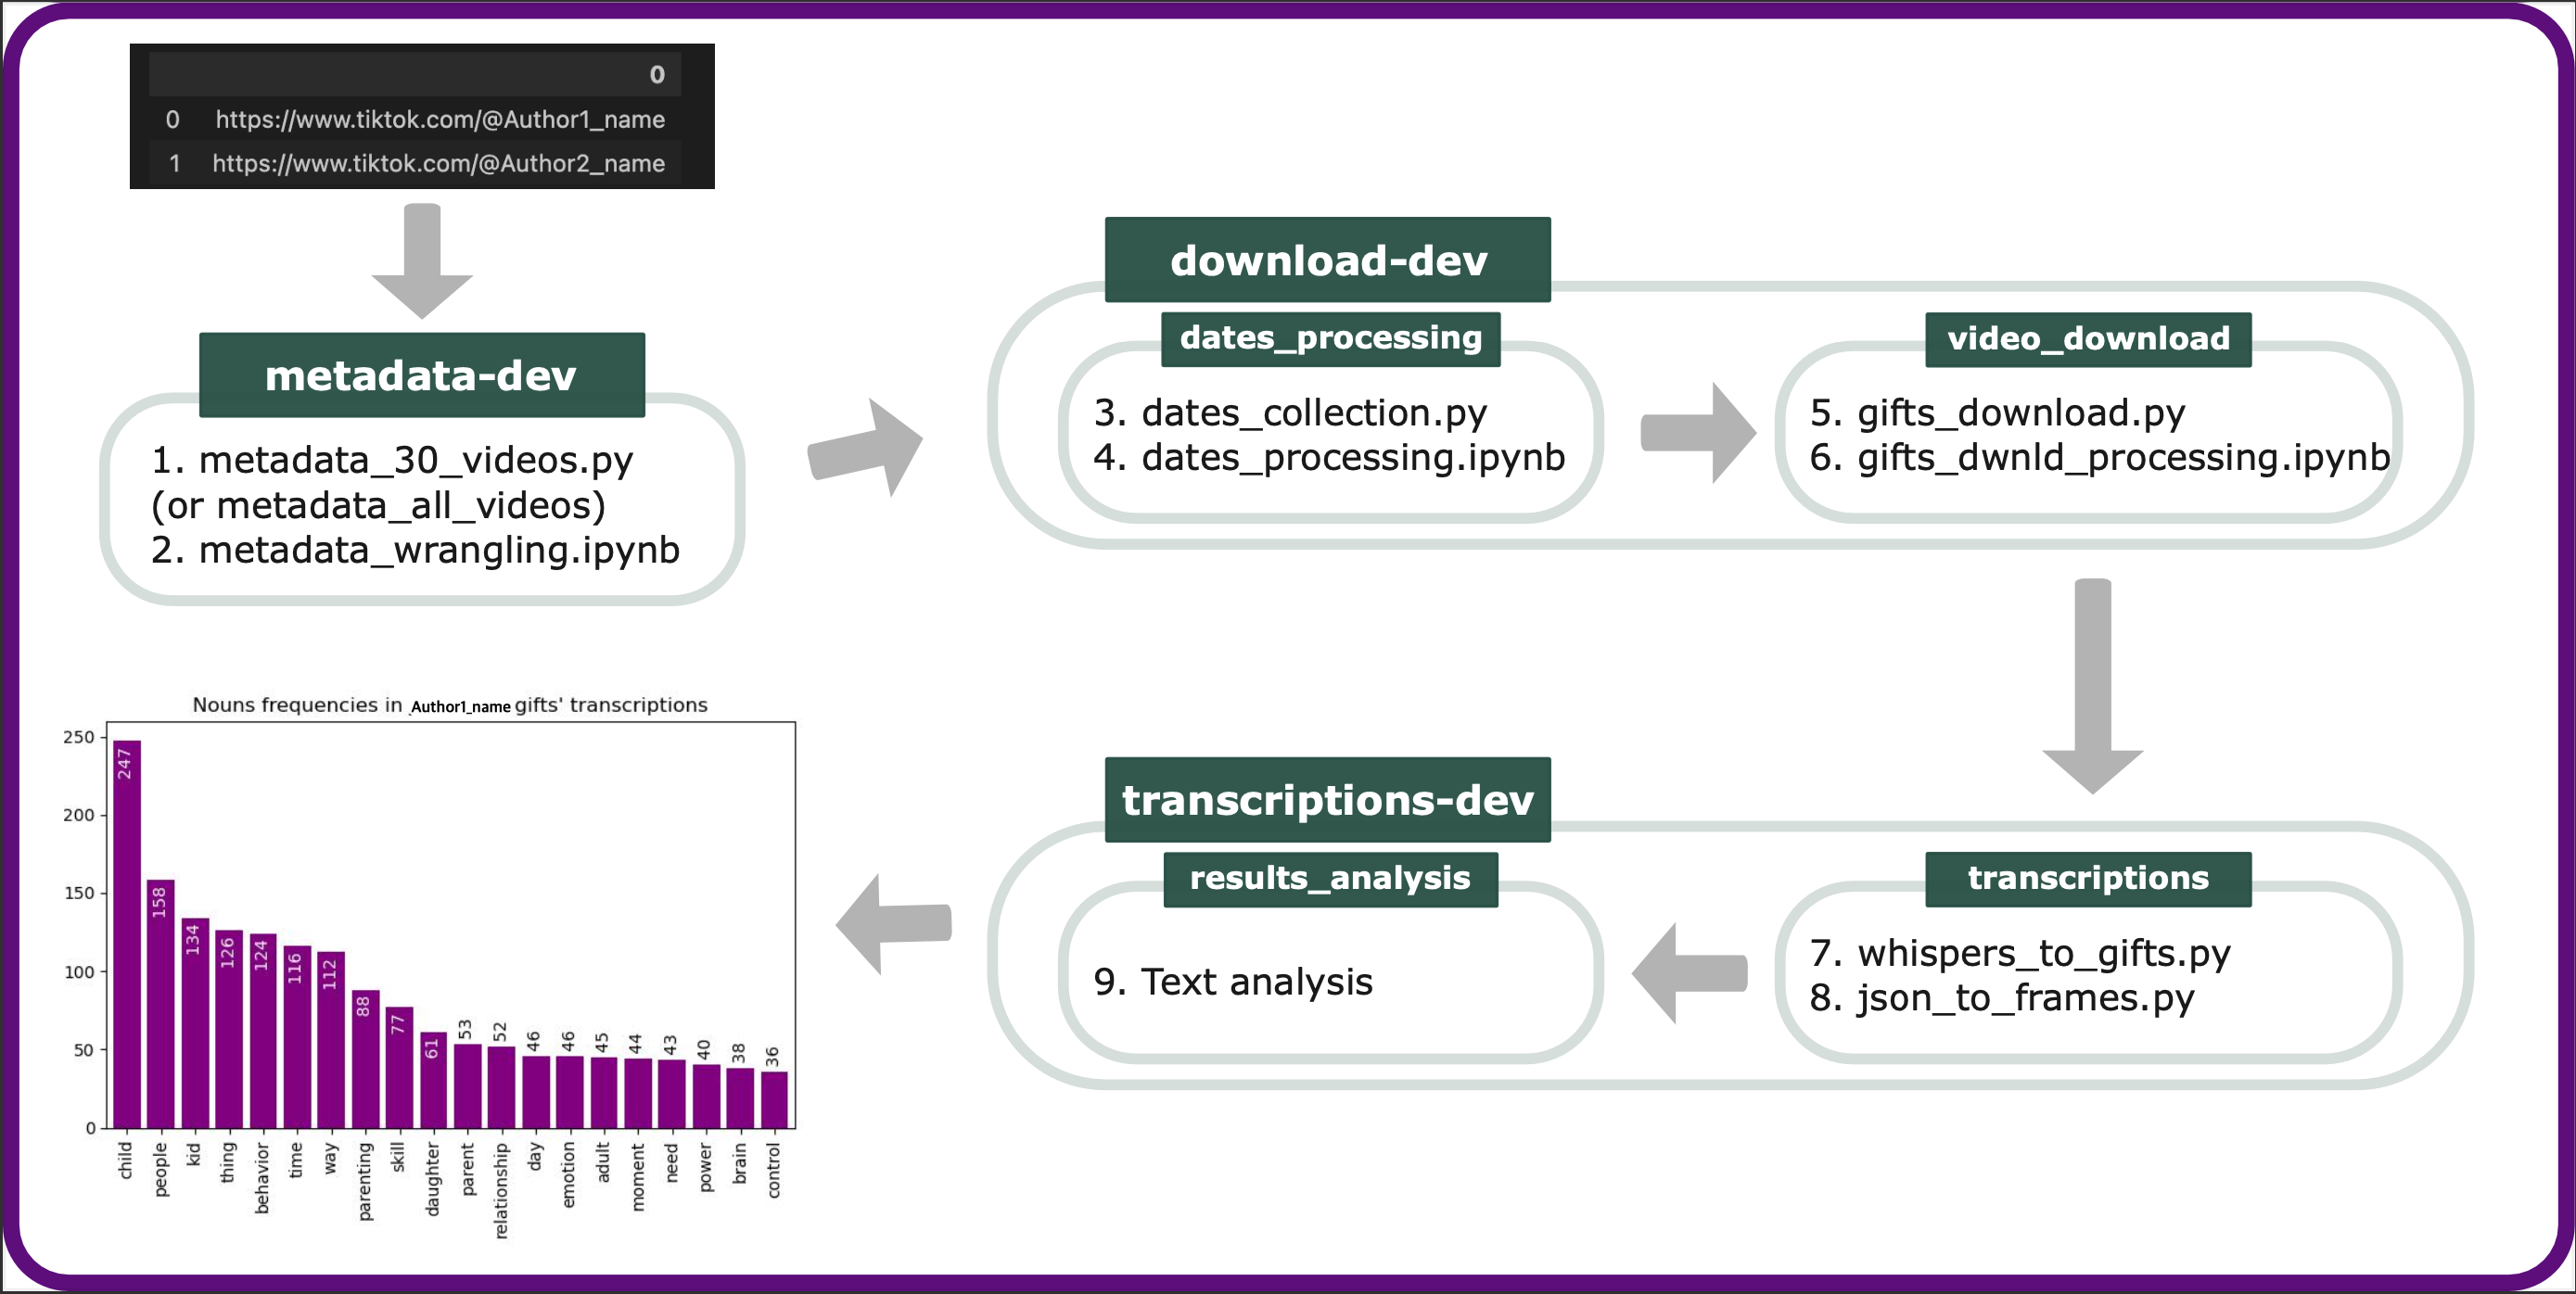 0
0 https://www.tiktok.com/@Author1_name
1 https://www.tiktok.com/@Author2_name
metadata-dev
1. metadata_30_videos.py
(or metadata_all_videos)
2. metadata_wrangling.ipynb
download-dev
dates_processing
3. dates_collection.py
4. dates_processing.ipynb
video_download
5. gifts_download.py
6. gifts_dwnld_processing.ipynb
transcriptions-dev
transcriptions
7. whispers_to_gifts.py
8. json_to_frames.py
results_analysis
9. Text analysis
Nouns frequencies in Author1_name gifts' transcriptions
250
200
150
100
50
0
247
158
134
126
124
116
112
88
77
61
53
52
46
46
45
44
43
40
38
36
child
people
kid
thing
behavior
time
way
parenting
skill
daughter
parent
relationship
day
emotion
adult
moment
need
power
brain
control